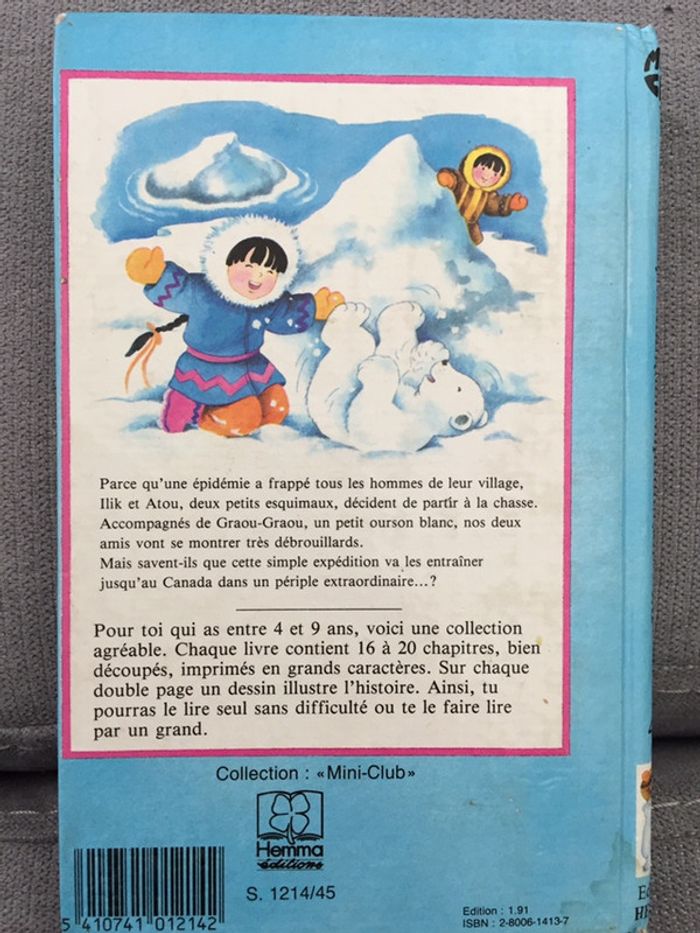 Parce qu'une épidémie a frappé tous les hommes de leur village,
Ilik et Atou, deux petits esquimaux, décident de partir à la chasse.
Accompagnés de Graou-Graou, un petit ourson blanc, nos deux
amis vont se montrer très débrouillards.
Mais savent-ils que cette simple expédition va les entraîner
jusqu'au Canada dans un périple extraordinaire...?
Pour toi qui as entre 4 et 9 ans, voici une collection
agréable. Chaque livre contient 16 à 20 chapitres, bien
découpés, imprimés en grands caractères. Sur chaque
double page un dessin illustre l'histoire. Ainsi, tu
pourras le lire seul sans difficulté ou te le faire lire
par un grand.
Collection : «Mini-Club»
Hemma
éditions
S. 1214/45
5 410741 012142
Edition : 1.91
ISBN : 2-8006-1413-7